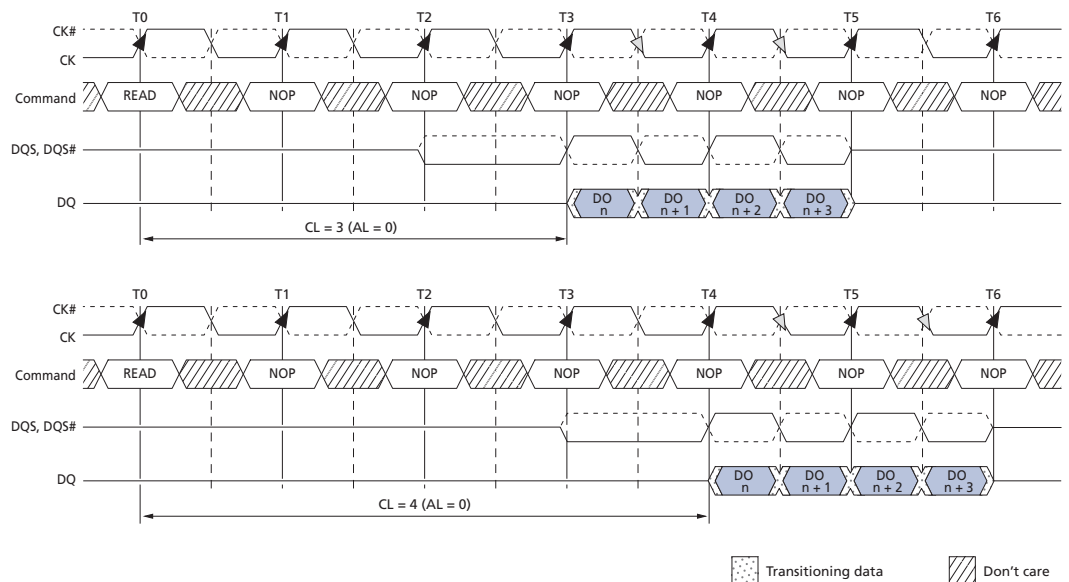 T0 T1 T2 T3 T4 T5 T6
CK#
CK
Command READ NOP NOP NOP NOP NOP NOP
DQS, DQS#
DQ DO n DO n + 1 DO n + 2 DO n + 3
CL = 3 (AL = 0)
T0 T1 T2 T3 T4 T5 T6
CK#
CK
Command READ NOP NOP NOP NOP NOP NOP
DQS, DQS#
DQ DO n DO n + 1 DO n + 2 DO n + 3
CL = 4 (AL = 0)
Transitioning data Don't care